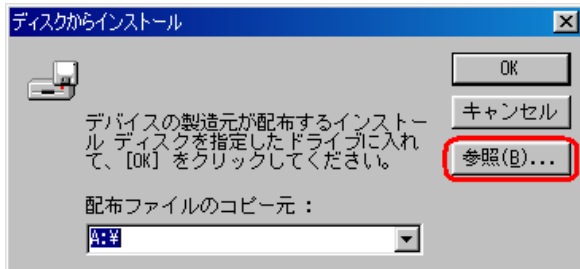 ディスクからインストール
OK
キャンセル
参照(B)...
デバイスの製造元が配布するインストー
ル ディスクを指定したドライブに入れ
て、[OK] をクリックしてください。
配布ファイルのコピー元 :
A:¥